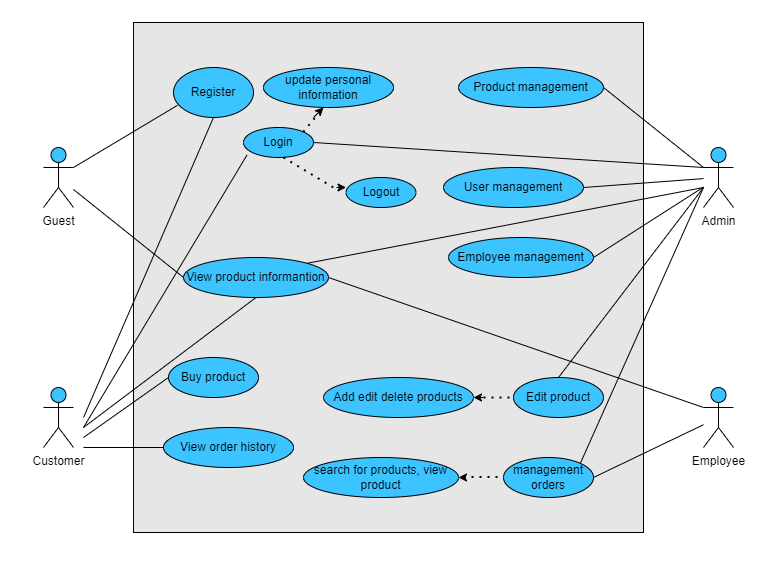 update personal
information
Product management
Register
Login
User management
Logout
Guest
Admin
Employee management
View product informantion
Buy product
Add edit delete products
Edit product
View order history
Customer
Employee
search for products, view
product
management
orders